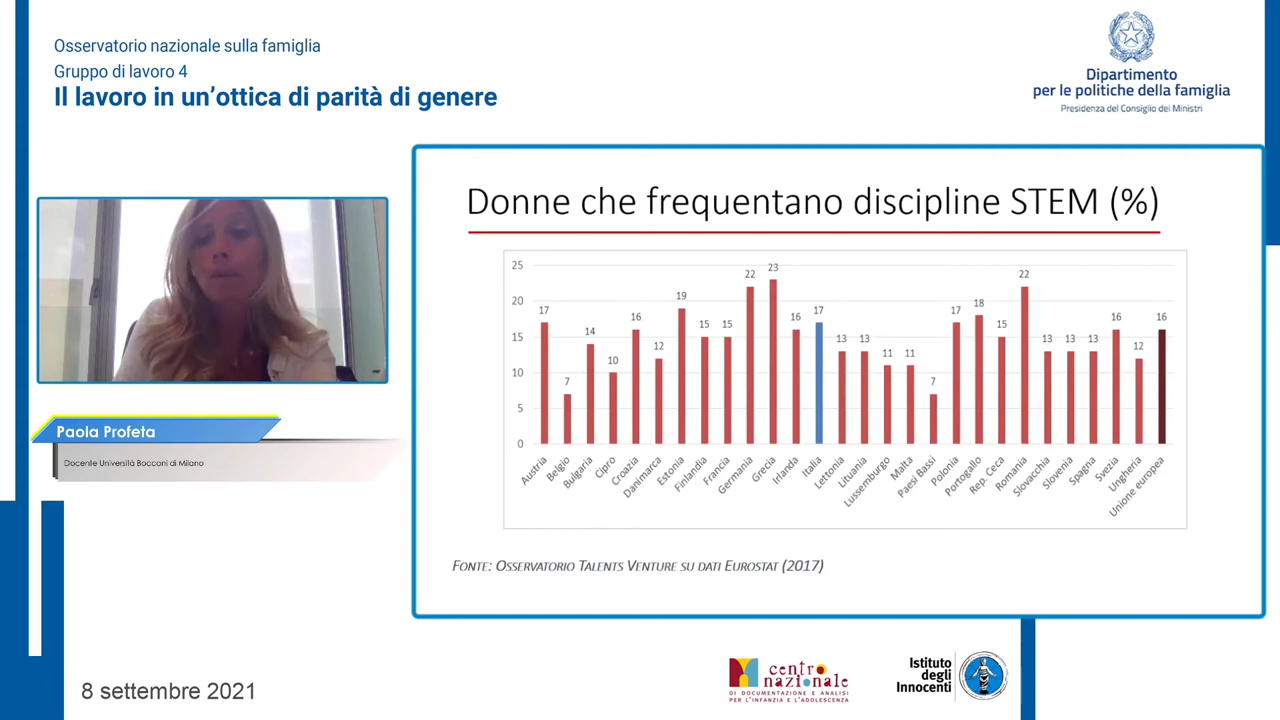 Osservatorio nazionale sulla famiglia
Gruppo di lavoro 4
Il lavoro in un'ottica di parità di genere
Dipartimento
per le politiche della famiglia
Presidenza del Consiglio dei Ministri
Donne che frequentano discipline STEM (%)
25
20
15
10
5
0
17
7
14
10
16
12
19
15
15
22
23
16
17
13
13
11
11
7
17
18
15
22
13
13
13
16
12
16
Austria
Belgio
Bulgaria
Cipro
Croazia
Danimarca
Estonia
Finlandia
Francia
Germania
Grecia
Irlanda
Italia
Letonia
Lituania
Lussemburgo
Malta
Paesi Bassi
Polonia
Portogallo
Rep. Ceca
Romania
Slovacchia
Slovenia
Spagna
Svezia
Ungheria
Unione europea
FONTE: OSSERVATORIO TALENTS VENTURE SU DATI EUROSTAT (2017)
Paola Profeta
Docente Università Bocconi di Milano
8 settembre 2021
centro
nazionale
DI DOCUMENTAZIONE E ANALISI
PER L'INFANZIA E L'ADOLESCENZA
Istituto
degli
Innocenti